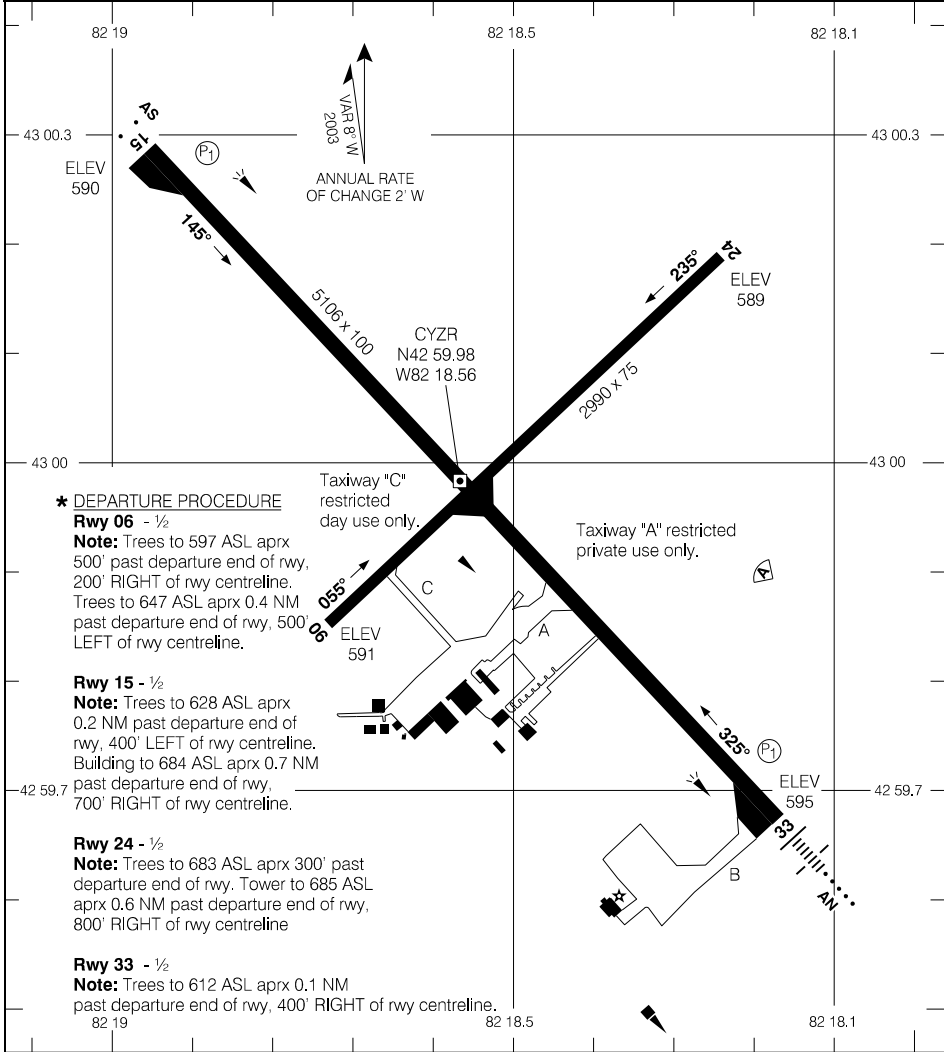 82 19
82 18.5
82 18.1
AS
15
P1
43 00.3
43 00.3
VAR 8° W
2003
ELEV
590
ANNUAL RATE
OF CHANGE 2' W
145°
235°
24
ELEV
589
5106 x 100
CYZR
N42 59.98
W82 18.56
2990 x 75
43 00
43 00
Taxiway "C"
restricted
day use only.
Taxiway "A" restricted
private use only.
A
* DEPARTURE PROCEDURE
Rwy 06 - ½
Note: Trees to 597 ASL aprx
500' past departure end of rwy,
200' RIGHT of rwy centreline.
Trees to 647 ASL aprx 0.4 NM
past departure end of rwy, 500'
LEFT of rwy centreline.
055°
06
ELEV
591
C
A
Rwy 15 - ½
Note: Trees to 628 ASL aprx
0.2 NM past departure end of
rwy, 400' LEFT of rwy centreline.
Building to 684 ASL aprx 0.7 NM
past departure end of rwy,
700' RIGHT of rwy centreline.
325°
P1
ELEV
595
42 59.7
42 59.7
33
B
AN
Rwy 24 - ½
Note: Trees to 683 ASL aprx 300' past
departure end of rwy. Tower to 685 ASL
aprx 0.6 NM past departure end of rwy,
800' RIGHT of rwy centreline
Rwy 33 - ½
Note: Trees to 612 ASL aprx 0.1 NM
past departure end of rwy, 400' RIGHT of rwy centreline.
82 19
82 18.5
82 18.1